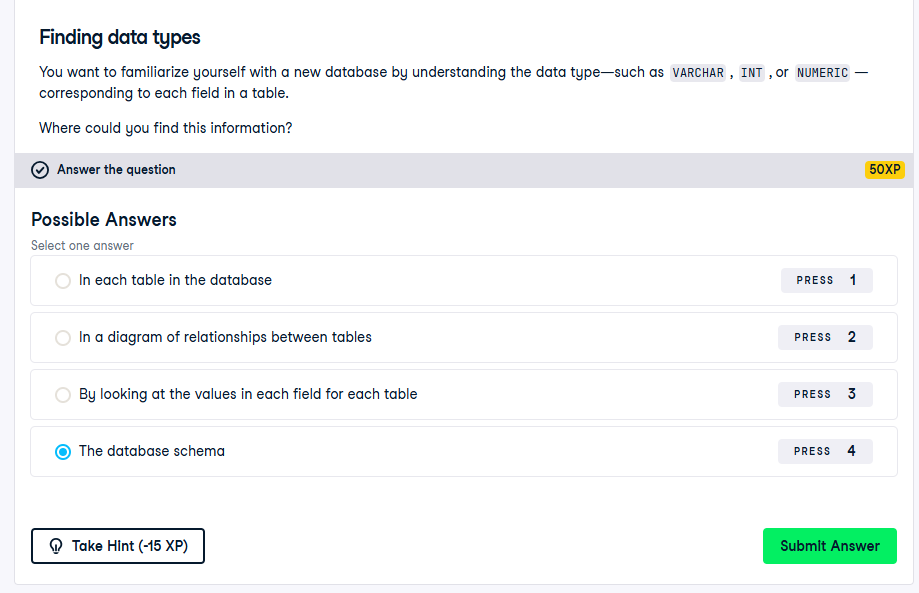 Finding data types
You want to familiarize yourself with a new database by understanding the data type—such as VARCHAR , INT , or NUMERIC —
corresponding to each field in a table.
Where could you find this information?
Answer the question 50XP
Possible Answers
Select one answer
In each table in the database PRESS 1
In a diagram of relationships between tables PRESS 2
By looking at the values in each field for each table PRESS 3
The database schema PRESS 4
Take Hint (-15 XP) Submit Answer